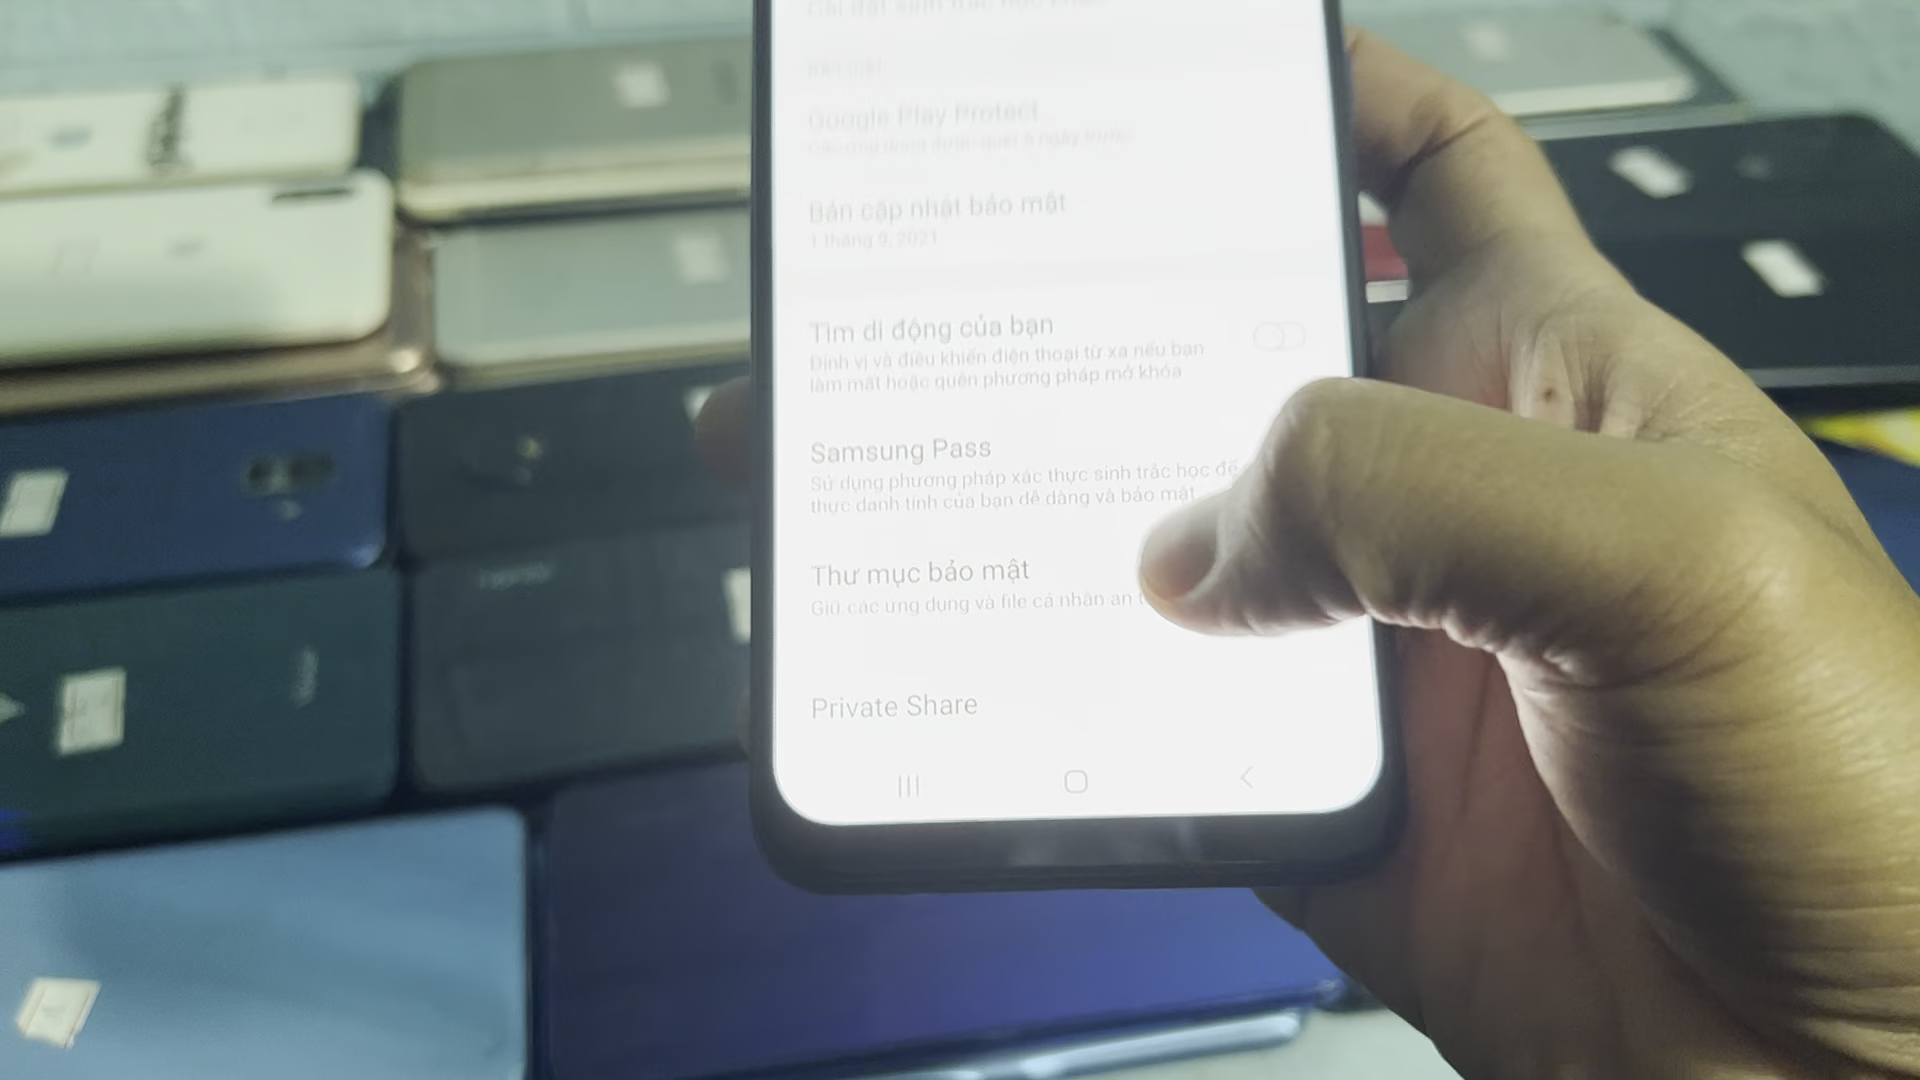 Google Play Protect
Bản cập nhật bảo mật
1 tháng 9, 2021
Tìm di động của bạn
Định vị và điều khiển điện thoại từ xa nếu bạn
làm mất hoặc quên phương pháp mở khóa
Samsung Pass
Sử dụng phương pháp xác thực sinh trắc học để
thực danh tính của bạn dễ dàng và bảo mật
Thư mục bảo mật
Giữ các ứng dụng và file cá nhân an
Private Share